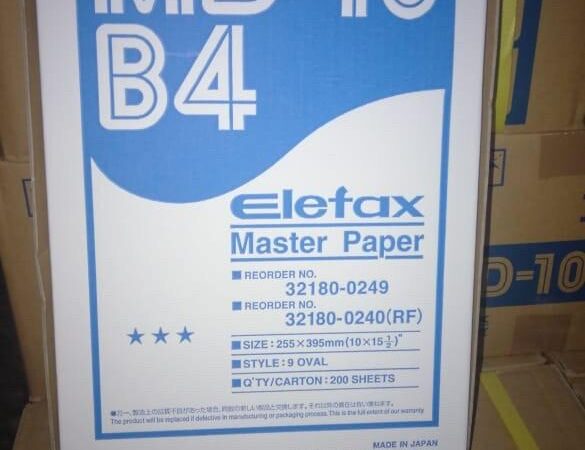 B4
Elefax
Master Paper
■ REORDER NO.
32180-0249
■ REORDER NO.
32180-0240(RF)
★★★
■ SIZE : 255×395mm(10×15 1/2)"
■ STYLE : 9 OVAL
■ Q'TY/CARTON : 200 SHEETS
The product will be replaced if defective in manufacturing or packaging process. This is the full extent of our warranty.
MADE IN JAPAN
D-10